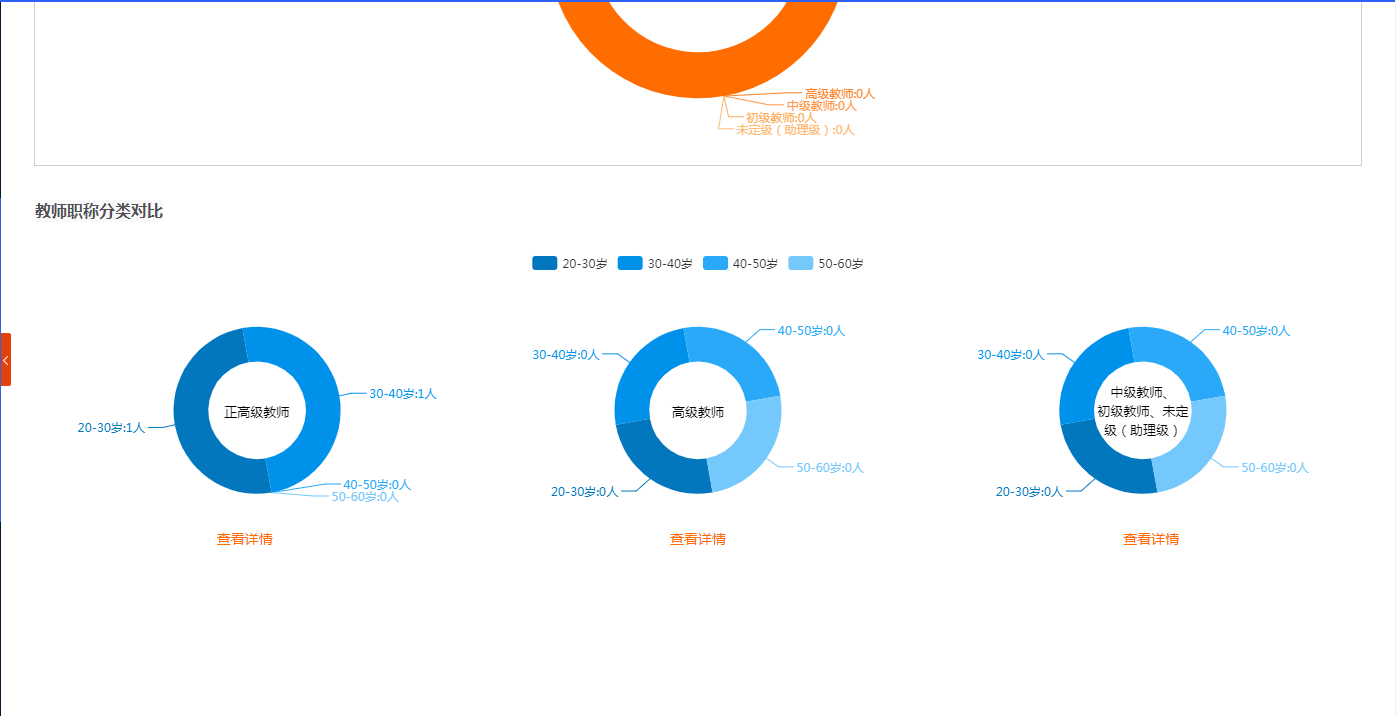 高级教师:0人
中级教师:0人
初级教师:0人
未定级（助理级）:0人
教师职称分类对比
20-30岁 30-40岁 40-50岁 50-60岁
正高级教师
30-40岁:1人
20-30岁:1人
40-50岁:0人
50-60岁:0人
查看详情
40-50岁:0人
30-40岁:0人
高级教师
50-60岁:0人
20-30岁:0人
查看详情
40-50岁:0人
30-40岁:0人
中级教师、
初级教师、未定
级（助理级）
50-60岁:0人
20-30岁:0人
查看详情